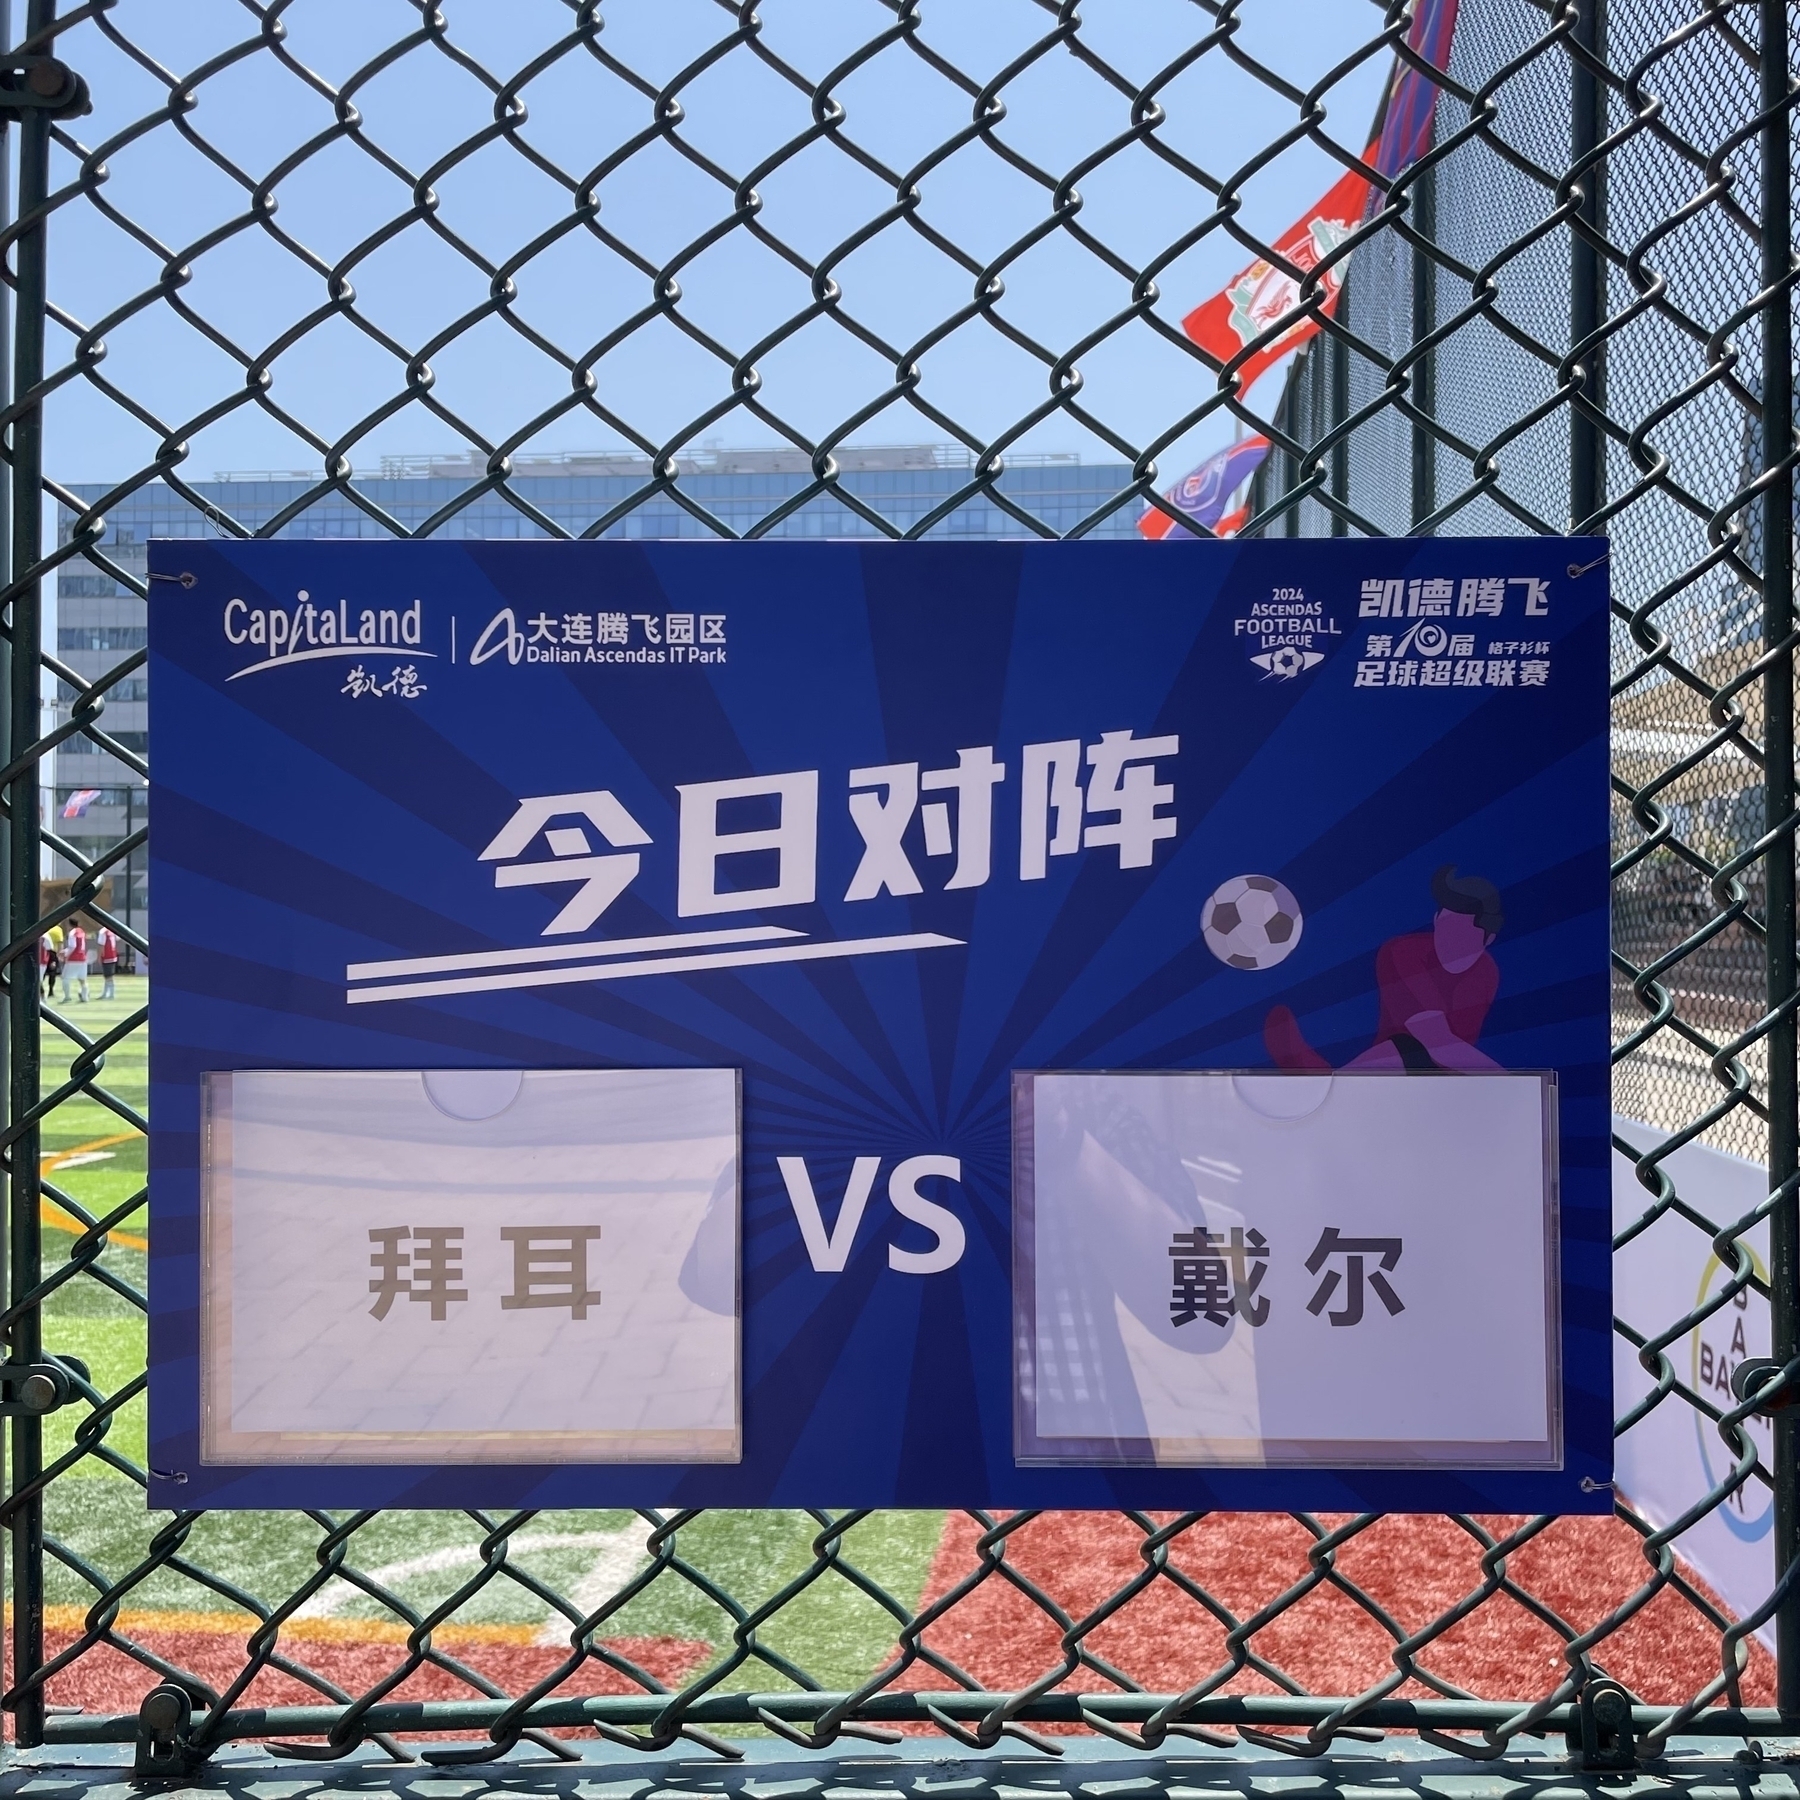 CapitaLand
凯德
大连腾飞园区
Dalian Ascendas IT Park
2024
ASCENDAS
FOOTBALL
LEAGUE
凯德腾飞
第10届 格子衫杯
足球超级联赛
今日对阵
拜耳
VS
戴尔